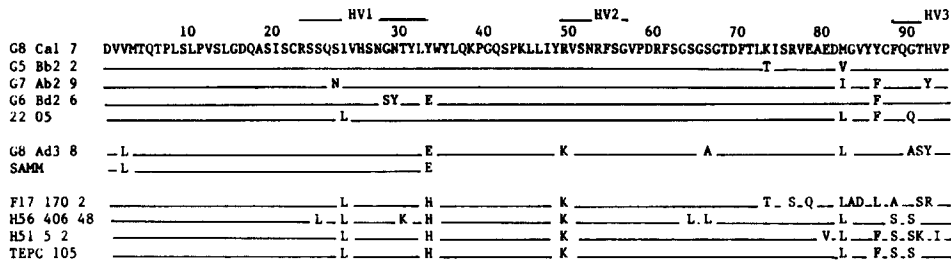 HV1 HV2 HV3
10 20 30 40 50 60 70 80 90
G8 Cal 7 DVVMTQTPLSLPVSLGDQASISCRSSQSLVHSNGNTYLYWYLQKPGQSPKLLIYRVSNRFSGVPDRFSGSGSGTDFTLKISRVEAEDMGVYYCFQGTHVP
G5 Bb2 2 T V
G7 Ab2 9 N I F Y
G6 Bd2 6 SY E F
22 05 L L F Q
G8 Ad3 8 L E K A L ASY
SAMM L E
F17 170 2 L H K T S Q LAD L A SR
H56 406 48 L L K H K L L L S S
H51 5 2 L H K V L F S SK I
TEPC 105 L H K L F S S